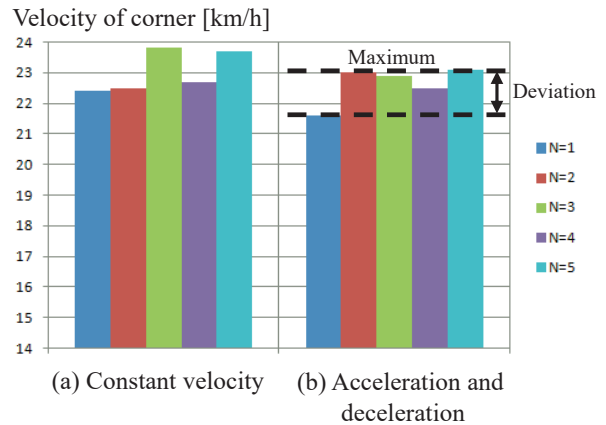 Velocity of corner [km/h]
24
23
22
21
20
19
18
17
16
15
14
Maximum
Deviation
N=1
N=2
N=3
N=4
N=5
(a) Constant velocity
(b) Acceleration and
deceleration